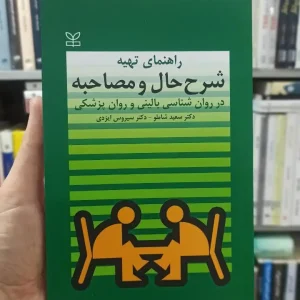 راهنمای تهیه
شرح حال و مصاحبه
در روان شناسی بالینی و روان پزشکی
دکتر سعید شاملو - دکتر سیروس ایزدی